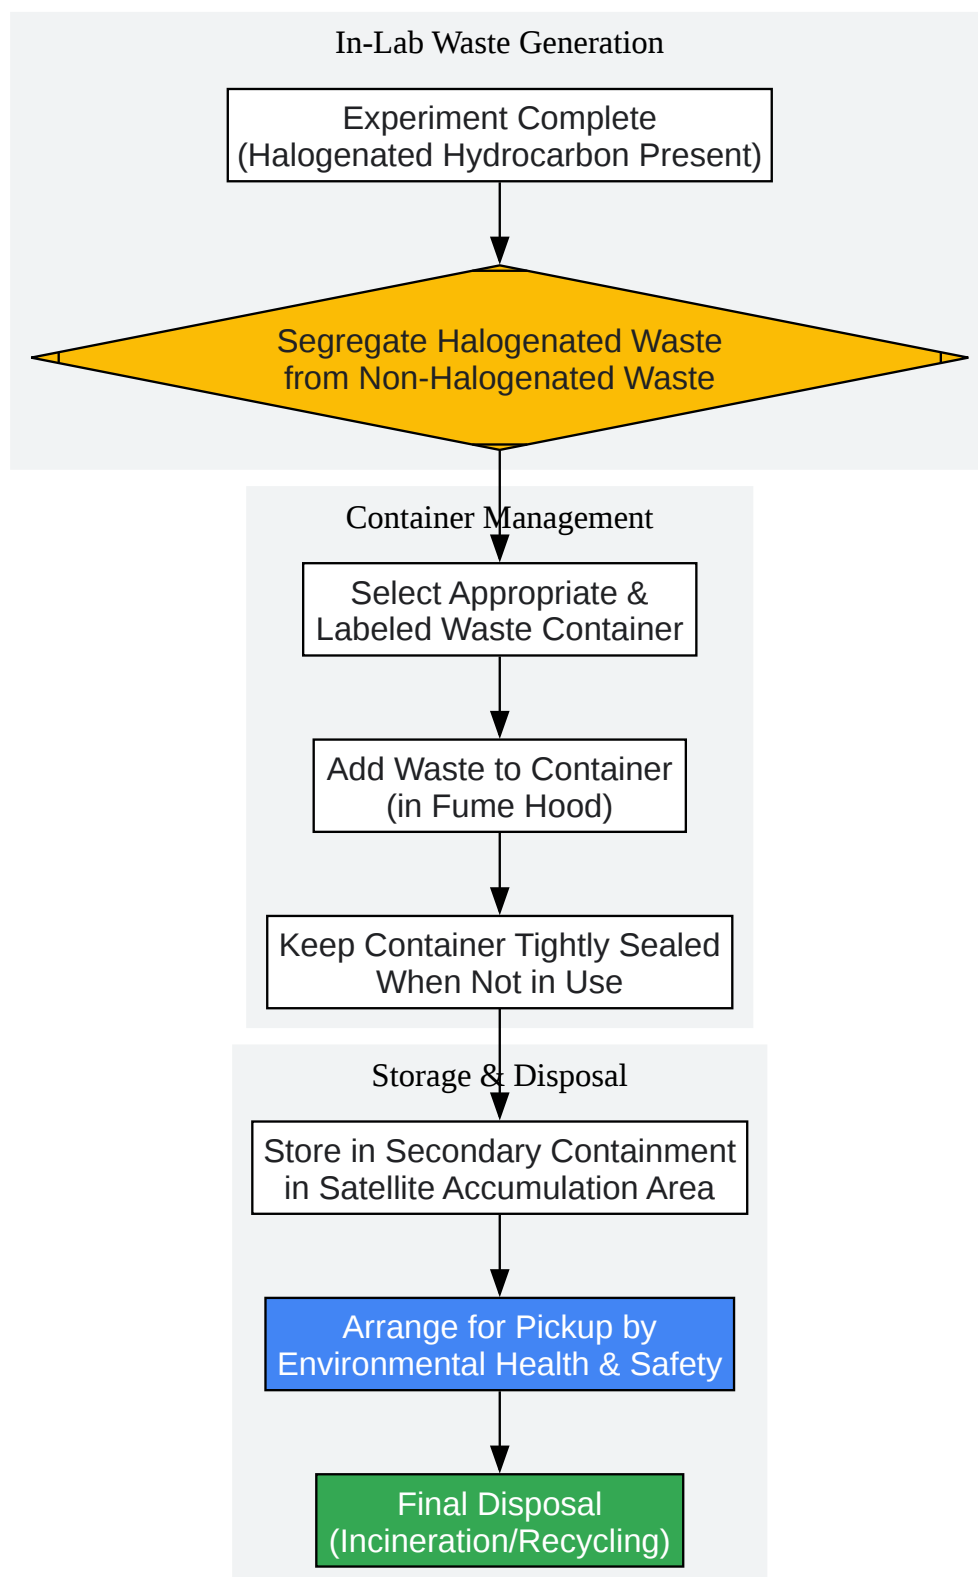 In-Lab Waste Generation
Experiment Complete
(Halogenated Hydrocarbon Present)
Segregate Halogenated Waste
from Non-Halogenated Waste
Container Management
Select Appropriate &
Labeled Waste Container
Add Waste to Container
(in Fume Hood)
Keep Container Tightly Sealed
When Not in Use
Storage & Disposal
Store in Secondary Containment
in Satellite Accumulation Area
Arrange for Pickup by
Environmental Health & Safety
Final Disposal
(Incineration/Recycling)